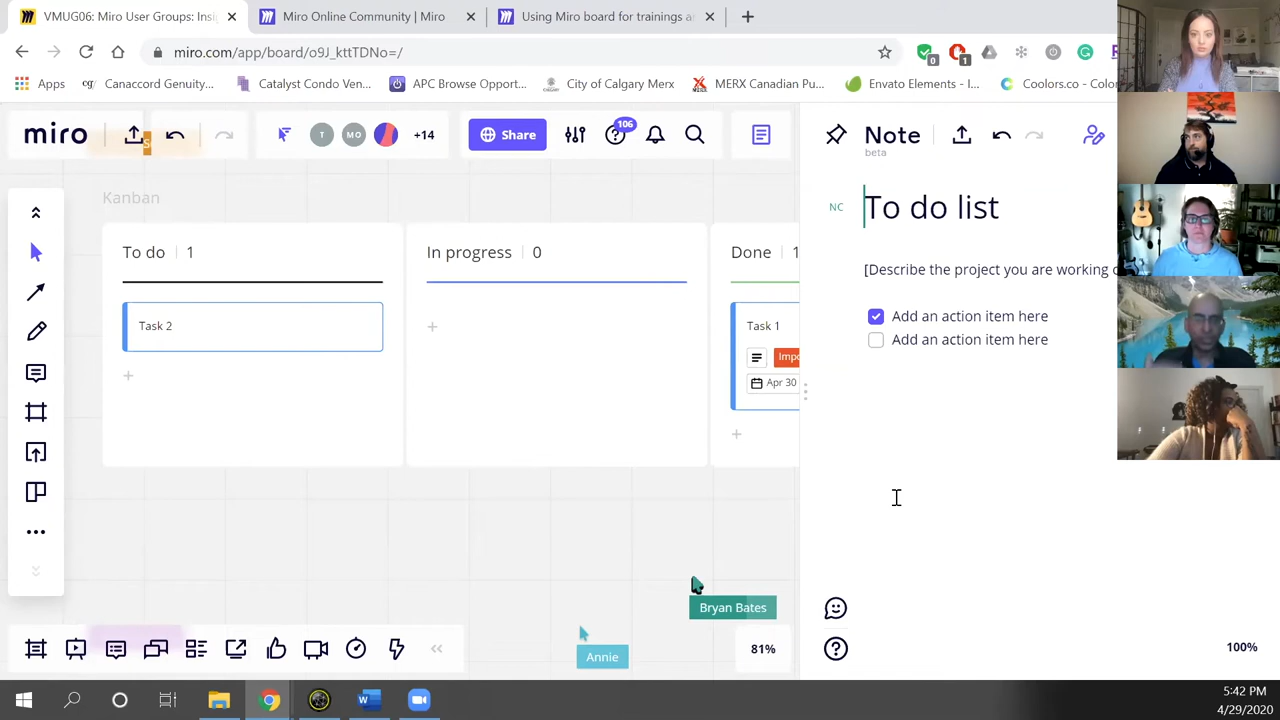 VMUG06: Miro User Groups: Insi
Miro Online Community | Miro
Using Miro board for trainings a
miro.com/app/board/o9J_kttTDNo=/
0
1
Apps
Canaccord Genuity...
Catalyst Condo Ven...
APC Browse Opport...
City of Calgary Merx
MERX Canadian Pu...
Envato Elements - I...
Coolors.co - Color
miro
T
MO
+14
Share
106
Note
beta
Kanban
To do | 1
In progress | 0
Done | 1
Task 2
Task 1
Impo
Apr 30
NC
To do list
[Describe the project you are working o
Add an action item here
Add an action item here
Bryan Bates
Annie
81%
100%
5:42 PM
4/29/2020